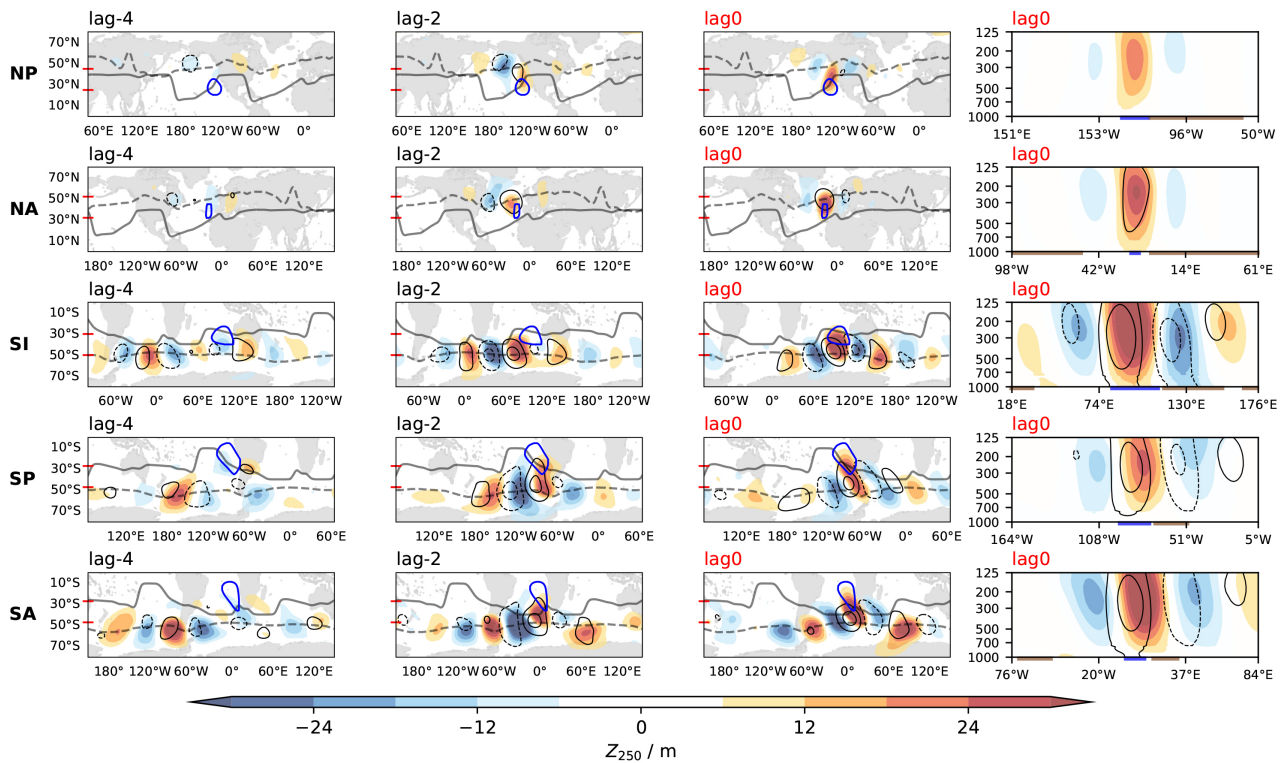 lag-4 lag-2 lag0 lag0
NP
70°N 50°N 30°N 10°N
125 200 300 500 700 1000
60°E 120°E 180°W 120°W 60°W 0°
60°E 120°E 180°W 120°W 60°W 0°
60°E 120°E 180°W 120°W 60°W 0°
151°E 153°W 96°W 50°W
lag-4 lag-2 lag0 lag0
NA
70°N 50°N 30°N 10°N
125 200 300 500 700 1000
180° 120°W 60°W 0° 60°E 120°E
180° 120°W 60°W 0° 60°E 120°E
180° 120°W 60°W 0° 60°E 120°E
98°W 42°W 14°E 61°E
lag-4 lag-2 lag0 lag0
SI
10°S 30°S 50°S 70°S
125 200 300 500 700 1000
60°W 0° 60°E 120°E 180° 120°W
60°W 0° 60°E 120°E 180° 120°W
60°W 0° 60°E 120°E 180° 120°W
18°E 74°E 130°E 176°E
lag-4 lag-2 lag0 lag0
SP
10°S 30°S 50°S 70°S
125 200 300 500 700 1000
120°E 180° 120°W 60°W 0° 60°E
120°E 180° 120°W 60°W 0° 60°E
120°E 180° 120°W 60°W 0° 60°E
164°W 108°W 51°W 5°W
lag-4 lag-2 lag0 lag0
SA
10°S 30°S 50°S 70°S
125 200 300 500 700 1000
180° 120°W 60°W 0° 60°E 120°E
180° 120°W 60°W 0° 60°E 120°E
180° 120°W 60°W 0° 60°E 120°E
76°W 20°W 37°E 84°E
−24 −12 0 12 24
Z250 / m